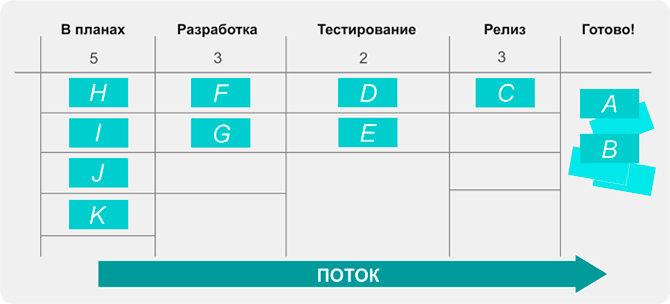 В планах Разработка Тестирование Релиз Готово!
5 3 2 3
H F D C A
I G E B
J
K
ПОТОК